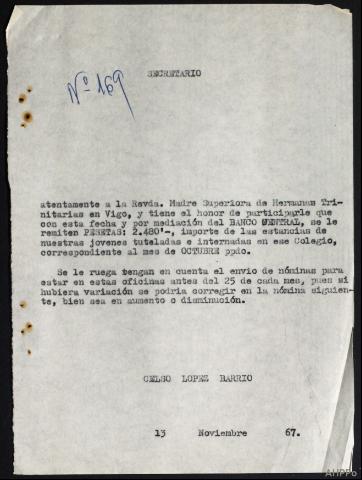 Nº 169
SECRETARIO
atentamente a la Revda. Madre Superiora de Hermanas Tri-
nitarias en Vigo, y tiene el honor de participarle que
con esta fecha y por mediación del BANCO CENTRAL, se le
remiten PESETAS: 2.480'-, importe de las estancias de
nuestras jovenes tuteladas e internadas en ese Colegio,
correspondiente al mes de OCTUBRE ppdo.
Se le ruega tengan en cuenta el envio de nóminas para
estar en estas oficinas antes del 25 de cada mes, pues si
hubiera variación se podria corregir en la nómina siguien-
te, bien sea en aumento o disminución.
CELSO LOPEZ BARRIO
13 Noviembre 67.
AHPPo